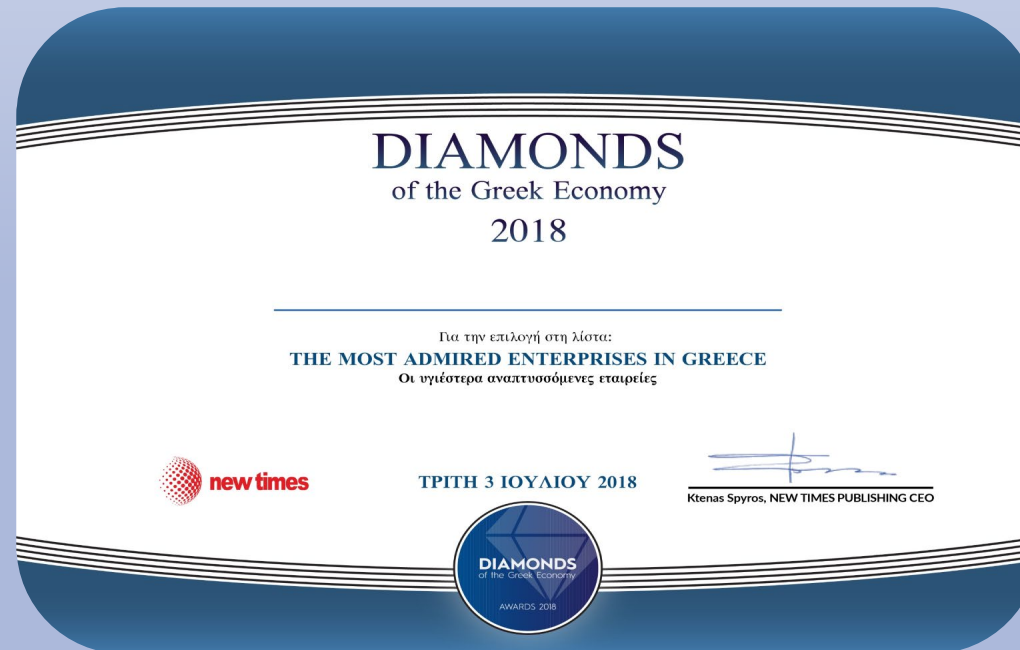 DIAMONDS
of the Greek Economy
2018
Για την επιλογή στη λίστα:
THE MOST ADMIRED ENTERPRISES IN GREECE
Οι υγιέστερα αναπτυσσόμενες εταιρείες
new times
ΤΡΙΤΗ 3 ΙΟΥΛΙΟΥ 2018
Ktenas Spyros, NEW TIMES PUBLISHING CEO
DIAMONDS
of the Greek Economy
AWARDS 2018